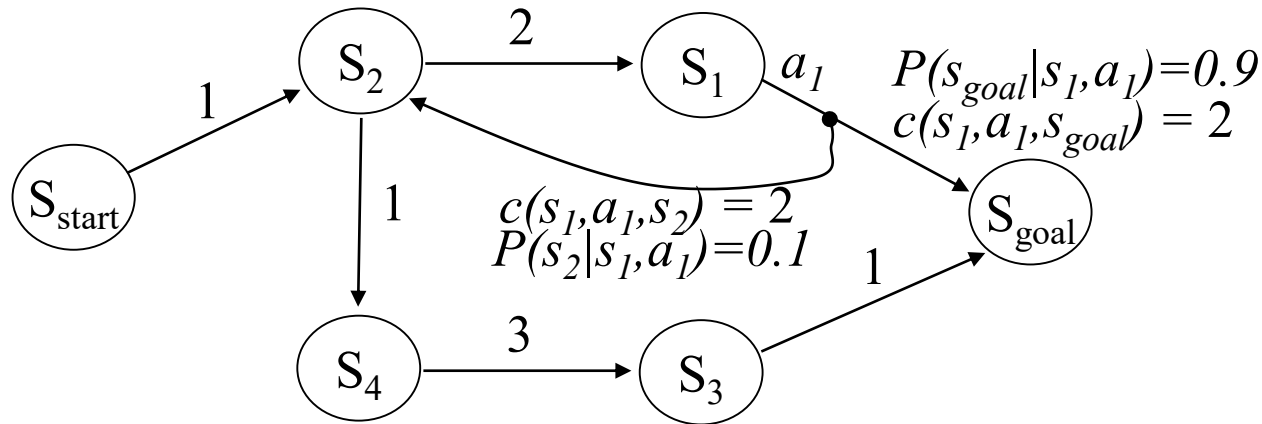 2
S2
S1
a1
P(sgoal|s1,a1)=0.9
c(s1,a1,sgoal) = 2
1
Sstart
1
c(s1,a1,s2) = 2
P(s2|s1,a1)=0.1
Sgoal
1
3
S4
S3